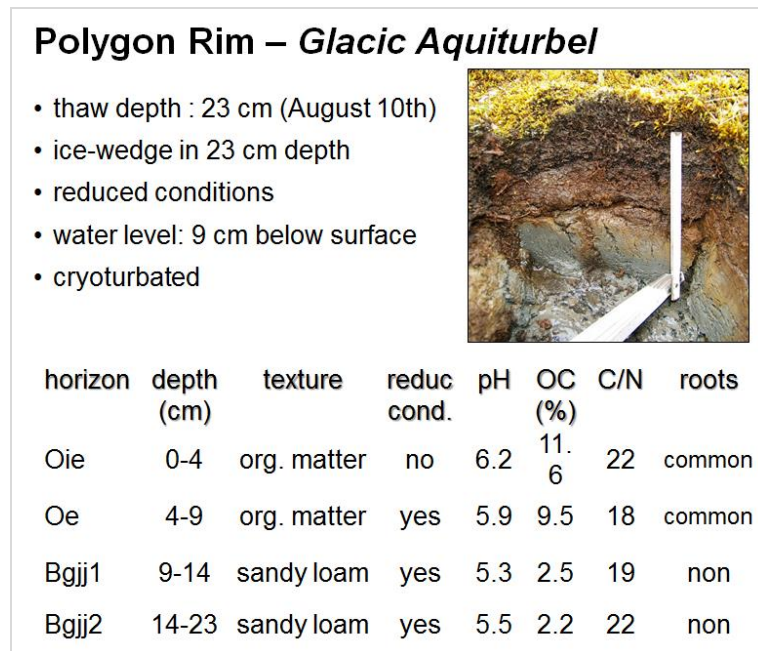 Polygon Rim – Glacic Aquiturbel
• thaw depth : 23 cm (August 10th)
• ice-wedge in 23 cm depth
• reduced conditions
• water level: 9 cm below surface
• cryoturbated
horizon depth texture reduc pH OC C/N roots
(cm) cond. (%)
Oie 0-4 org. matter no 6.2 11. 22 common
6
Oe 4-9 org. matter yes 5.9 9.5 18 common
Bgjj1 9-14 sandy loam yes 5.3 2.5 19 non
Bgjj2 14-23 sandy loam yes 5.5 2.2 22 non